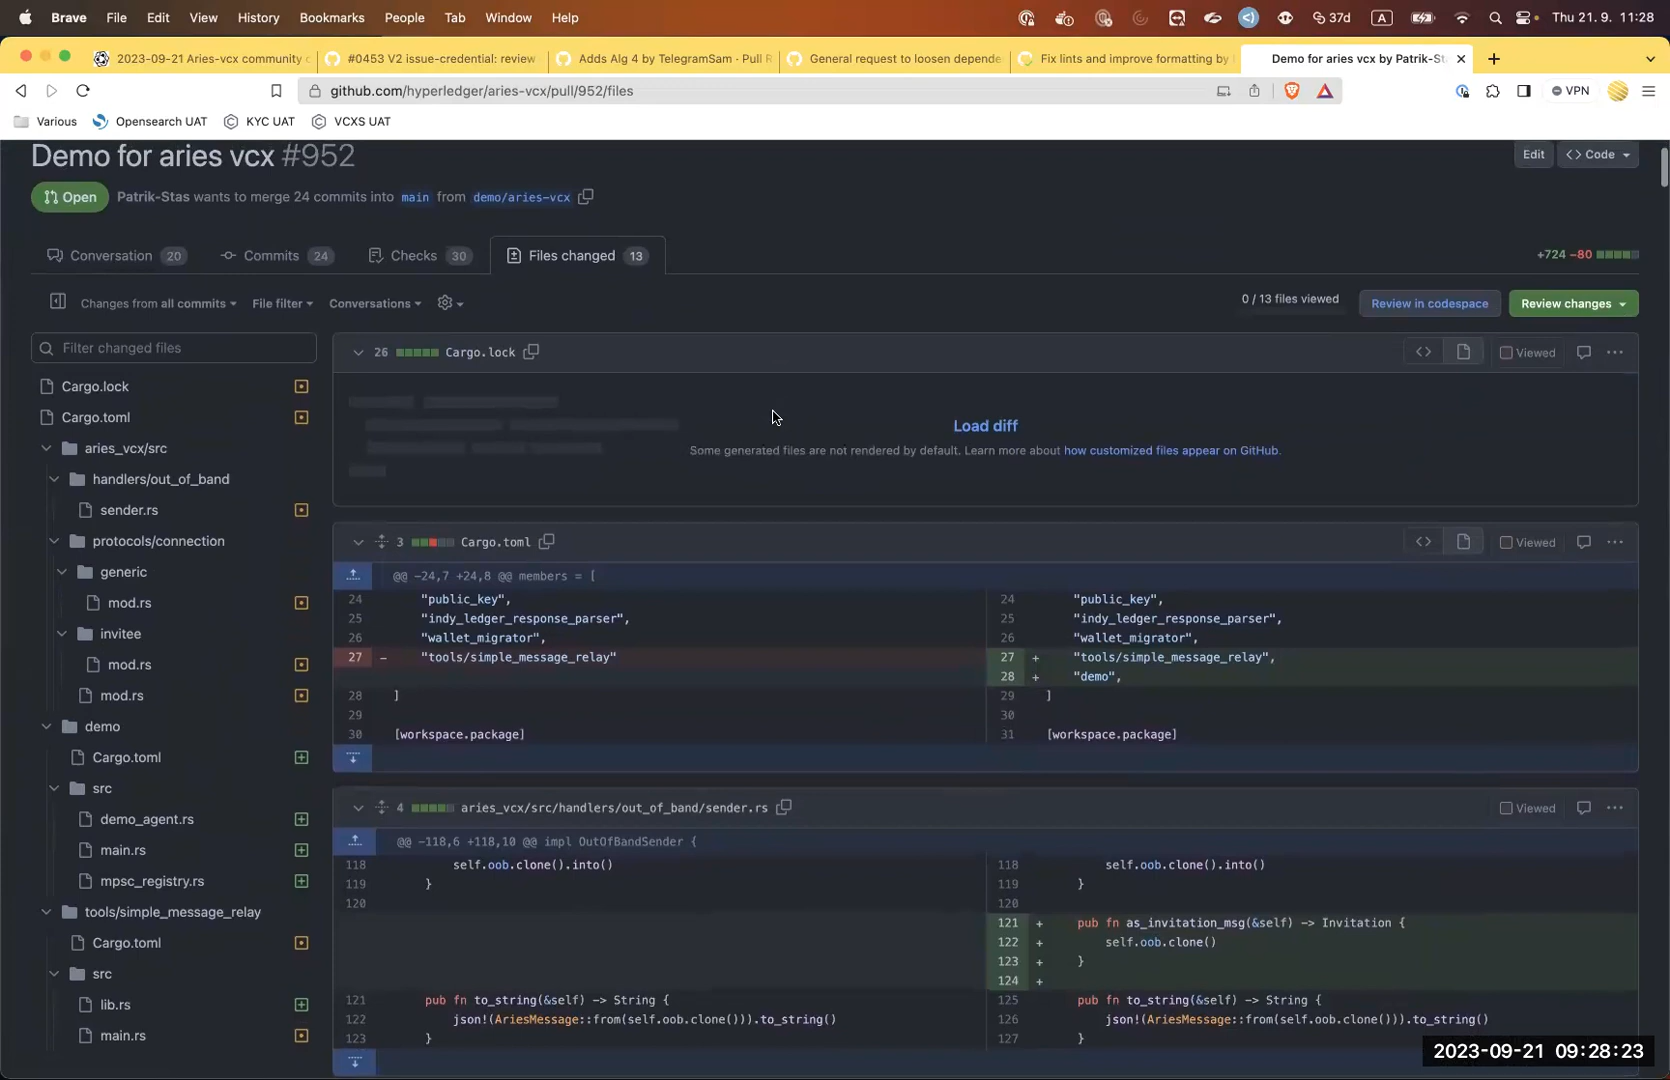 Brave File Edit View History Bookmarks People Tab Window Help 37d A Thu 21. 9. 11:28
2023-09-21 Aries-vcx community c
#0453 V2 issue-credential: review
Adds Alg 4 by TelegramSam · Pull R
General request to loosen depende
Fix lints and improve formatting by
Demo for aries vcx by Patrik-St
github.com/hyperledger/aries-vcx/pull/952/files
VPN
Various Opensearch UAT KYC UAT VCXS UAT
Demo for aries vcx #952
Edit <> Code
Open Patrik-Stas wants to merge 24 commits into main from demo/aries-vcx
Conversation 20 Commits 24 Checks 30 Files changed 13
+724 −80
Changes from all commits File filter Conversations
0 / 13 files viewed Review in codespace Review changes
Filter changed files
Cargo.lock
Cargo.toml
aries_vcx/src
handlers/out_of_band
sender.rs
protocols/connection
generic
mod.rs
invitee
mod.rs
mod.rs
demo
Cargo.toml
src
demo_agent.rs
main.rs
mpsc_registry.rs
tools/simple_message_relay
Cargo.toml
src
lib.rs
main.rs
26 Cargo.lock Viewed
Load diff
Some generated files are not rendered by default. Learn more about how customized files appear on GitHub.
3 Cargo.toml Viewed
@@ -24,7 +24,8 @@ members = [
24 "public_key", 24 "public_key",
25 "indy_ledger_response_parser", 25 "indy_ledger_response_parser",
26 "wallet_migrator", 26 "wallet_migrator",
27 - "tools/simple_message_relay" 27 + "tools/simple_message_relay",
28 + "demo",
28 ] 29 ]
29 30
30 [workspace.package] 31 [workspace.package]
4 aries_vcx/src/handlers/out_of_band/sender.rs Viewed
@@ -118,6 +118,10 @@ impl OutOfBandSender {
118 self.oob.clone().into() 118 self.oob.clone().into()
119 } 119 }
120 120
121 + pub fn as_invitation_msg(&self) -> Invitation {
122 + self.oob.clone()
123 + }
124 +
121 pub fn to_string(&self) -> String { 125 pub fn to_string(&self) -> String {
122 json!(AriesMessage::from(self.oob.clone())).to_string() 126 json!(AriesMessage::from(self.oob.clone())).to_string()
123 } 127 }
2023-09-21 09:28:23